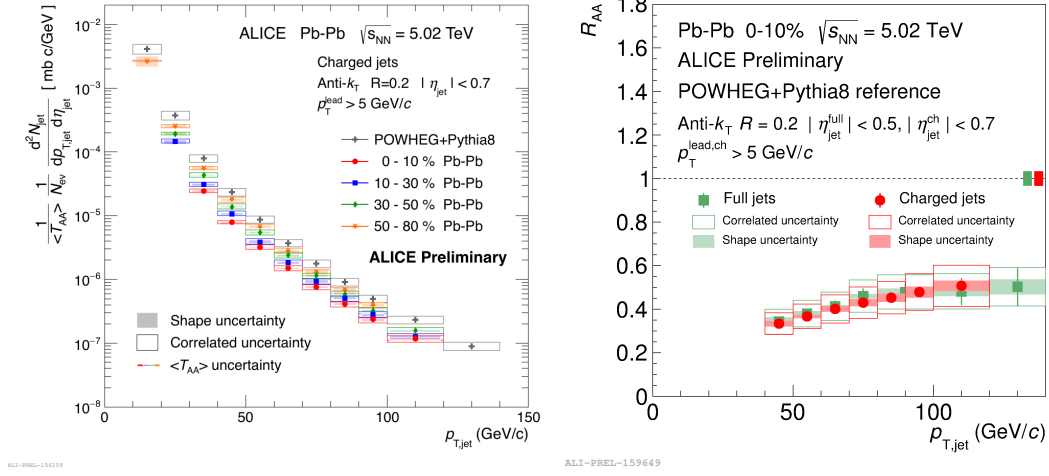 ALICE Pb-Pb √sNN = 5.02 TeV
Charged jets
Anti-kT R=0.2 | ηjet | < 0.7
pTlead > 5 GeV/c
POWHEG+Pythia8
0 - 10 % Pb-Pb
10 - 30 % Pb-Pb
30 - 50 % Pb-Pb
50 - 80 % Pb-Pb
ALICE Preliminary
Shape uncertainty
Correlated uncertainty
<TAA> uncertainty
1/<TAA> 1/Nev d²Njet/dpT,jet dηjet [ mb c/GeV ]
10−2
10−3
10−4
10−5
10−6
10−7
10−8
0 50 100 150
pT,jet (GeV/c)
ALI-PREL-156109
RAA
Pb-Pb 0-10% √sNN = 5.02 TeV
ALICE Preliminary
POWHEG+Pythia8 reference
Anti-kT R = 0.2 | ηjetfull | < 0.5, | ηjetch | < 0.7
pTlead,ch > 5 GeV/c
Full jets Charged jets
Correlated uncertainty Correlated uncertainty
Shape uncertainty Shape uncertainty
1.8
1.6
1.4
1.2
1
0.8
0.6
0.4
0.2
0
0 50 100
pT,jet (GeV/c)
ALI-PREL-159649